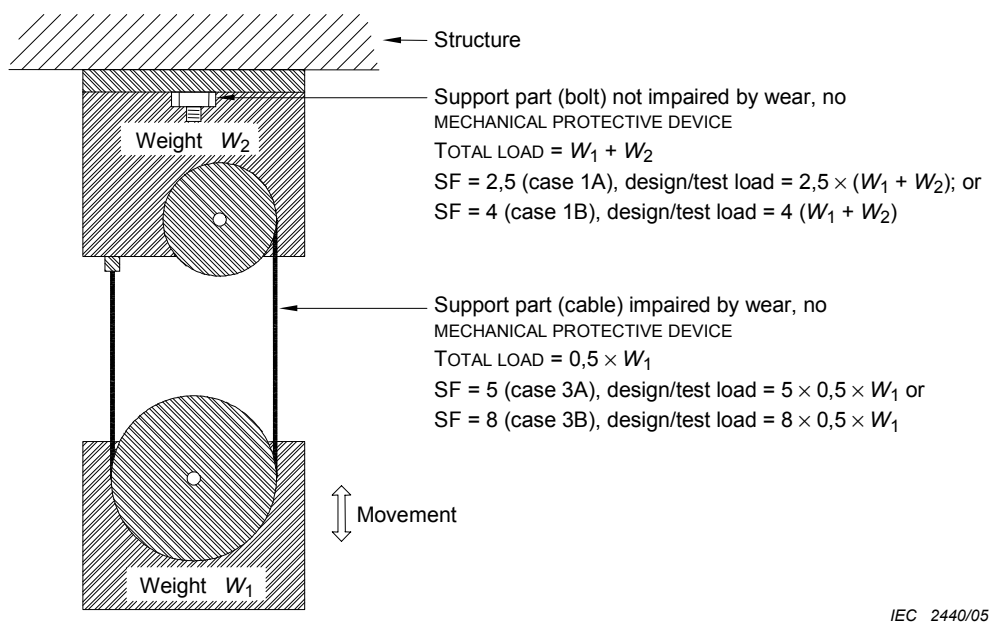 Structure
Support part (bolt) not impaired by wear, no
MECHANICAL PROTECTIVE DEVICE
TOTAL LOAD = W1 + W2
SF = 2,5 (case 1A), design/test load = 2,5 × (W1 + W2); or
SF = 4 (case 1B), design/test load = 4 (W1 + W2)
Weight W2
Support part (cable) impaired by wear, no
MECHANICAL PROTECTIVE DEVICE
TOTAL LOAD = 0,5 × W1
SF = 5 (case 3A), design/test load = 5 × 0,5 × W1 or
SF = 8 (case 3B), design/test load = 8 × 0,5 × W1
Movement
Weight W1
IEC 2440/05